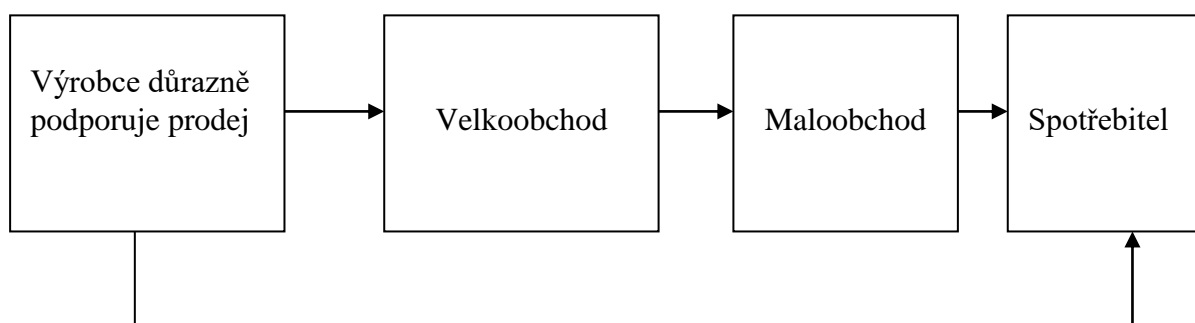 Výrobce důrazně
podporuje prodej
Velkoobchod
Maloobchod
Spotřebitel